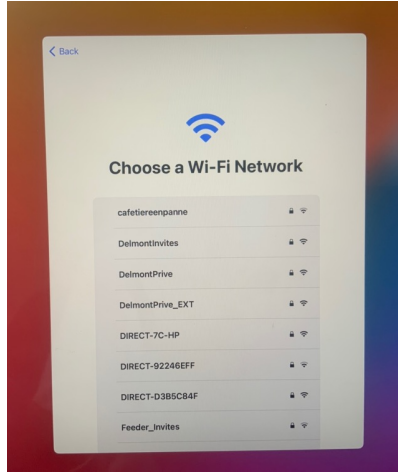 Back
Choose a Wi-Fi Network
cafetiereenpanne
DelmontInvites
DelmontPrive
DelmontPrive_EXT
DIRECT-7C-HP
DIRECT-92246EFF
DIRECT-D3B5C84F
Feeder_Invites